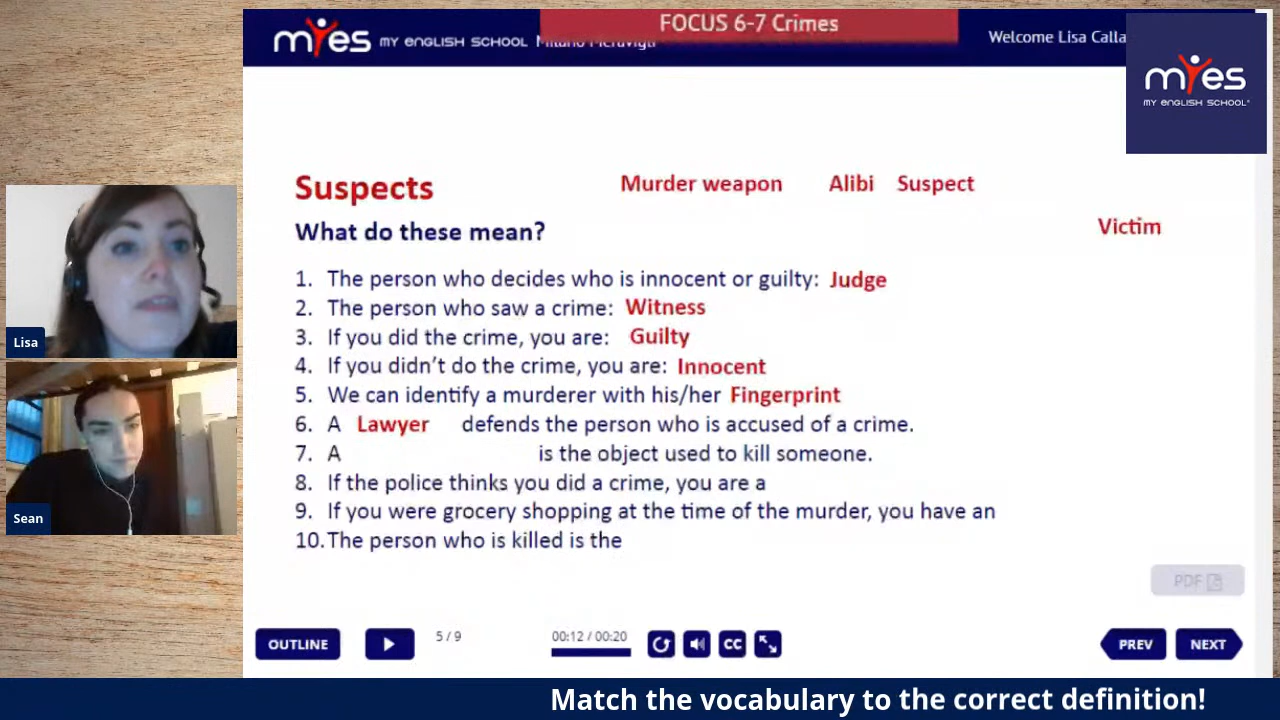 FOCUS 6-7 Crimes
myes MY ENGLISH SCHOOL Milano Meravigli
Welcome Lisa Calla
myes
MY ENGLISH SCHOOL
Suspects
Murder weapon Alibi Suspect
Victim
What do these mean?
1. The person who decides who is innocent or guilty: Judge
2. The person who saw a crime: Witness
3. If you did the crime, you are: Guilty
4. If you didn't do the crime, you are: Innocent
5. We can identify a murderer with his/her Fingerprint
6. A Lawyer defends the person who is accused of a crime.
7. A is the object used to kill someone.
8. If the police thinks you did a crime, you are a
9. If you were grocery shopping at the time of the murder, you have an
10. The person who is killed is the
Lisa
Sean
PDF
OUTLINE
5 / 9
00:12 / 00:20
CC
PREV
NEXT
Match the vocabulary to the correct definition!